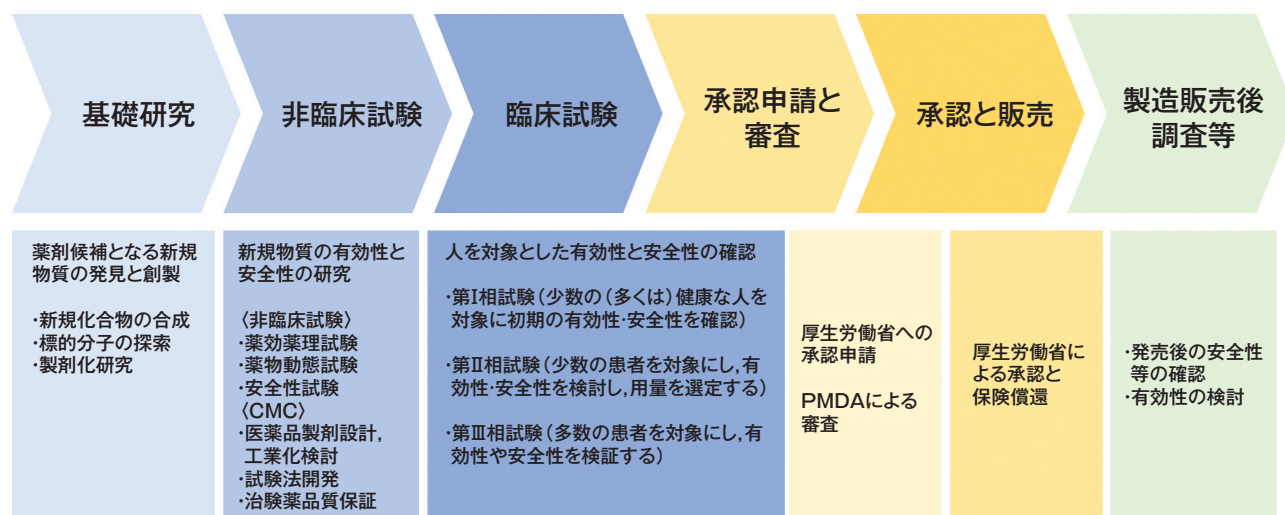 基礎研究
非臨床試験
臨床試験
承認申請と
審査
承認と販売
製造販売後
調査等
薬剤候補となる新規
物質の発見と創製
・新規化合物の合成
・標的分子の探索
・製剤化研究
新規物質の有効性と
安全性の研究
〈非臨床試験〉
・薬効薬理試験
・薬物動態試験
・安全性試験
〈CMC〉
・医薬品製剤設計,
工業化検討
・試験法開発
・治験薬品質保証
人を対象とした有効性と安全性の確認
・第Ⅰ相試験（少数の（多くは）健康な人を
対象に初期の有効性・安全性を確認）
・第Ⅱ相試験（少数の患者を対象にし,有
効性・安全性を検討し,用量を選定する）
・第Ⅲ相試験（多数の患者を対象にし,有
効性や安全性を検証する）
厚生労働省への
承認申請
PMDAによる
審査
厚生労働省に
よる承認と
保険償還
・発売後の安全性
等の確認
・有効性の検討